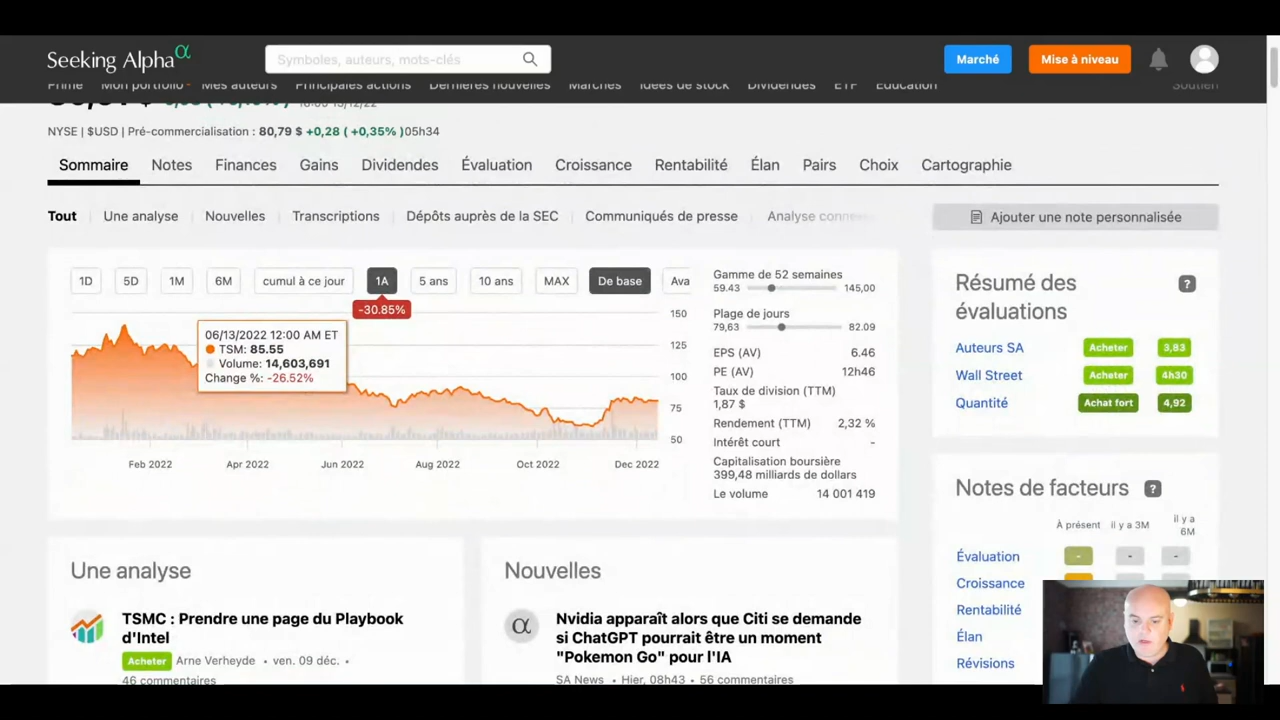 Seeking Alpha α
Symboles, auteurs, mots-clés
Marché
Mise à niveau
Prime Mon portefeuille Mes auteurs Principales actions Dernières nouvelles Marchés Idées de stock Dividendes ETF Éducation Soutien
NYSE | $USD | Pré-commercialisation : 80,79 $ +0,28 ( +0,35% )05h34
Sommaire Notes Finances Gains Dividendes Évaluation Croissance Rentabilité Élan Pairs Choix Cartographie
Tout Une analyse Nouvelles Transcriptions Dépôts auprès de la SEC Communiqués de presse Analyse conne
Ajouter une note personnalisée
1D 5D 1M 6M cumul à ce jour 1A 5 ans 10 ans MAX De base Ava
-30.85%
06/13/2022 12:00 AM ET
TSM: 85.55
Volume: 14,603,691
Change %: -26.52%
150
125
100
75
50
Feb 2022 Apr 2022 Jun 2022 Aug 2022 Oct 2022 Dec 2022
Gamme de 52 semaines
59.43 145,00
Plage de jours
79,63 82.09
EPS (AV) 6.46
PE (AV) 12h46
Taux de division (TTM)
1,87 $
Rendement (TTM) 2,32 %
Intérêt court -
Capitalisation boursière
399,48 milliards de dollars
Le volume 14 001 419
Résumé des
évaluations ?
Auteurs SA Acheter 3,83
Wall Street Acheter 4h30
Quantité Achat fort 4,92
Notes de facteurs ?
À présent il y a 3M il y a
6M
Évaluation - - -
Croissance
Rentabilité
Élan
Révisions
Une analyse
TSMC : Prendre une page du Playbook
d'Intel
Acheter Arne Verheyde • ven. 09 déc. •
46 commentaires
Nouvelles
α
Nvidia apparaît alors que Citi se demande
si ChatGPT pourrait être un moment
"Pokemon Go" pour l'IA
SA News • Hier, 08h43 • 56 commentaires